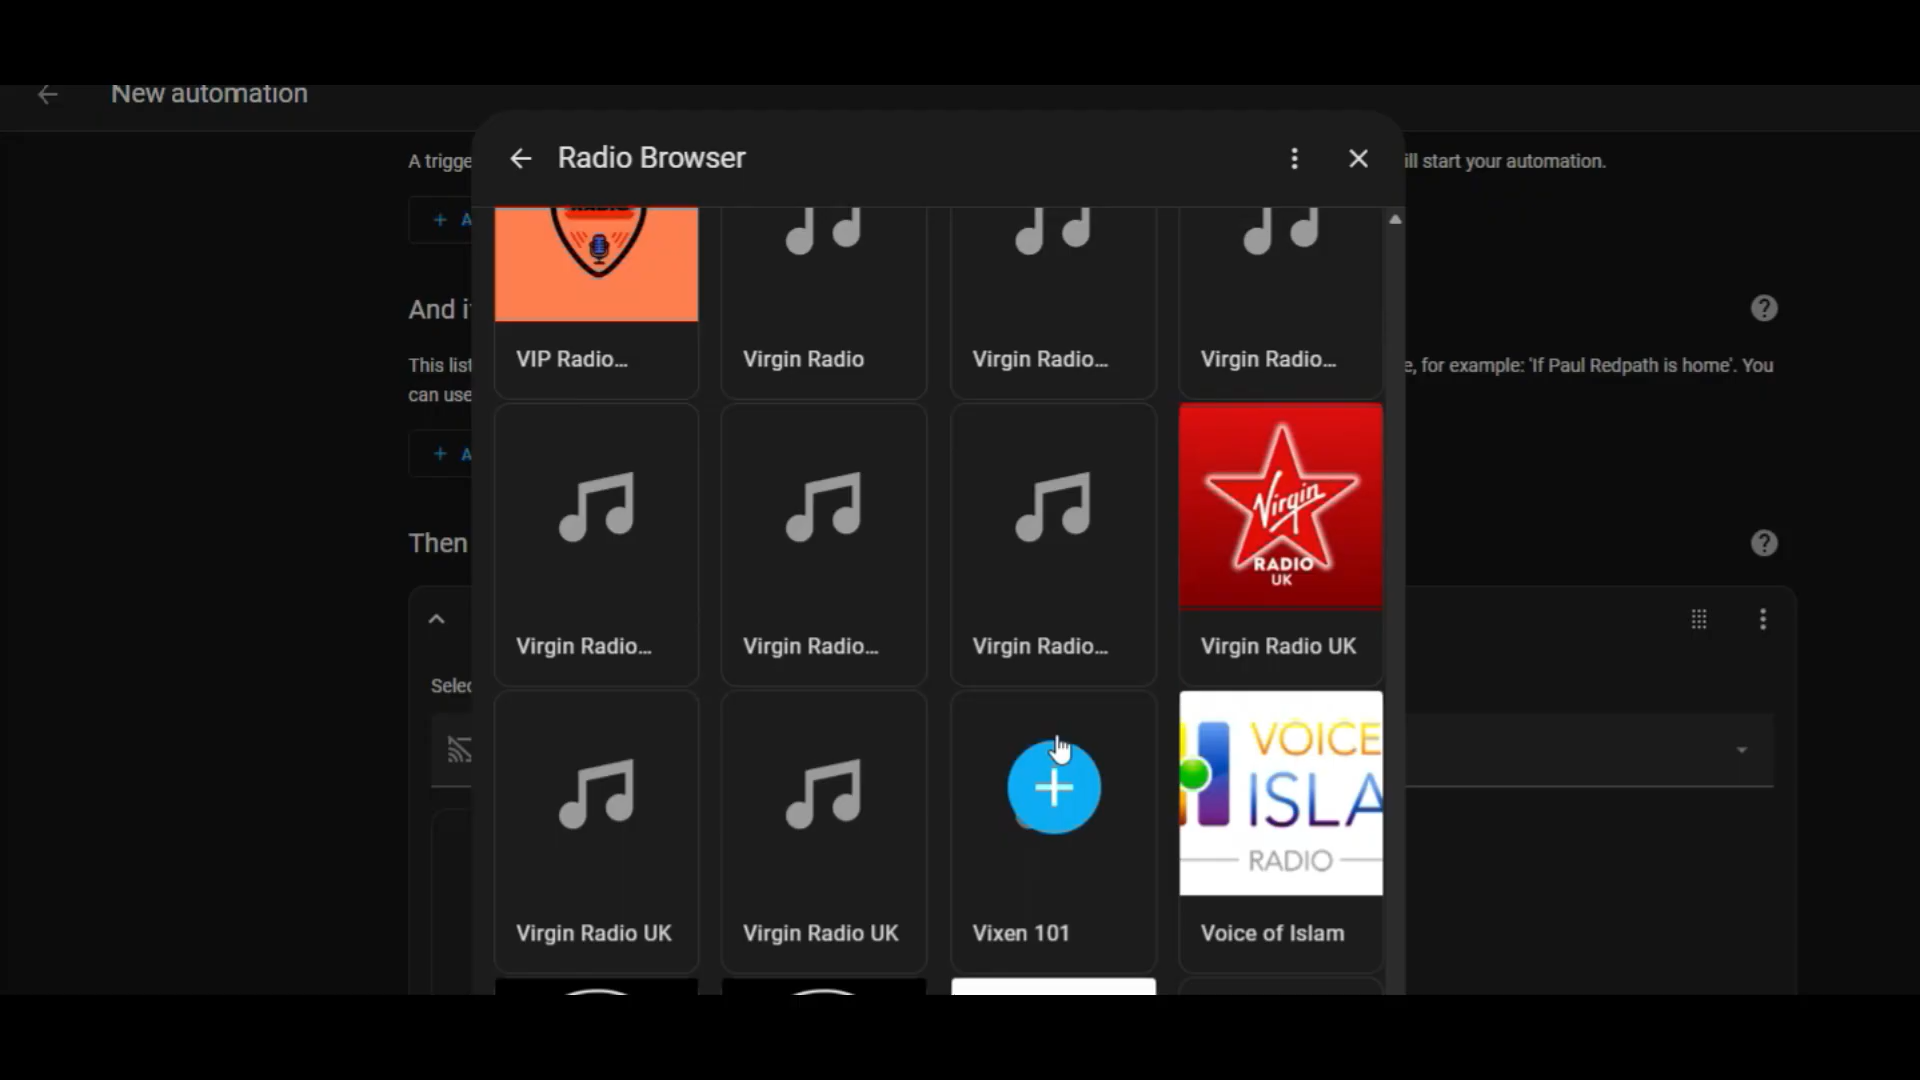 New automation
Radio Browser
A trigge
ill start your automation.
+ A
VIP Radio...
Virgin Radio
Virgin Radio...
Virgin Radio...
And i
This list
e, for example: 'If Paul Redpath is home'. You
can use
+ A
Virgin
RADIO
UK
Then
Virgin Radio...
Virgin Radio...
Virgin Radio...
Virgin Radio UK
Selec
VOICE
ISLA
RADIO
Virgin Radio UK
Virgin Radio UK
Vixen 101
Voice of Islam